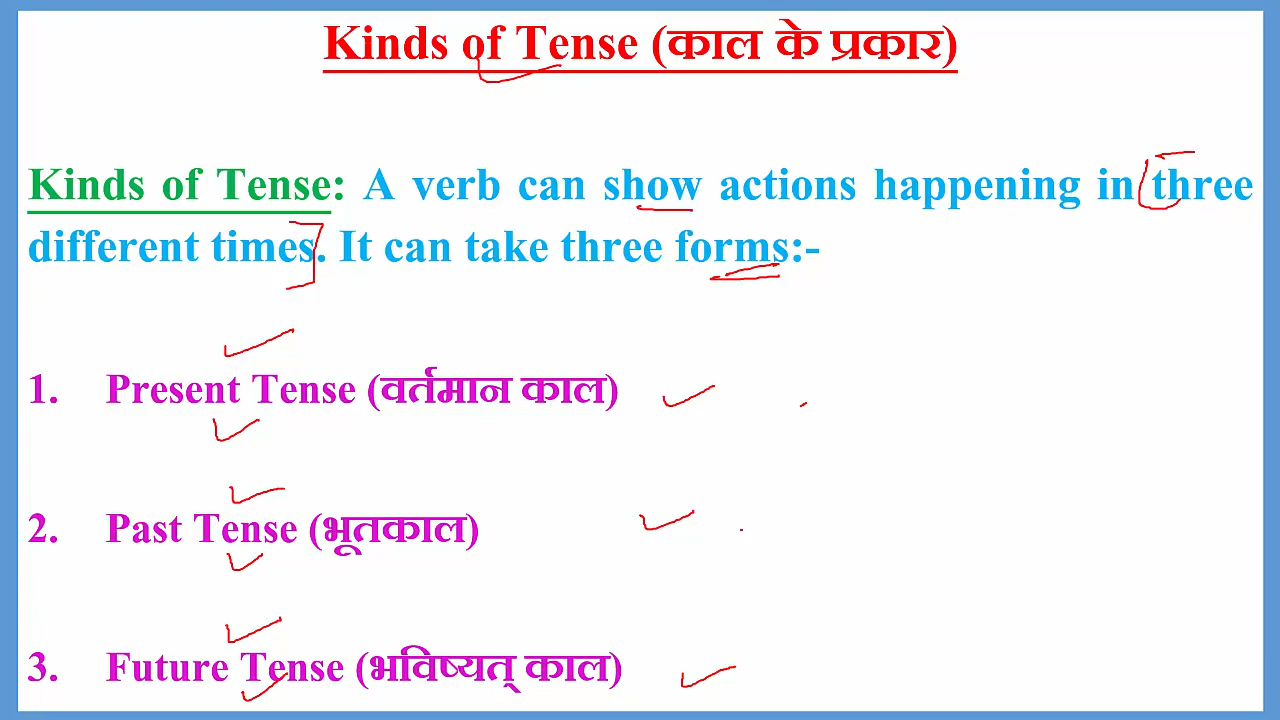 Kinds of Tense (काल के प्रकार)
Kinds of Tense: A verb can show actions happening in three
different times. It can take three forms:-
1. Present Tense (वर्तमान काल)
2. Past Tense (भूतकाल)
3. Future Tense (भविष्यत् काल)